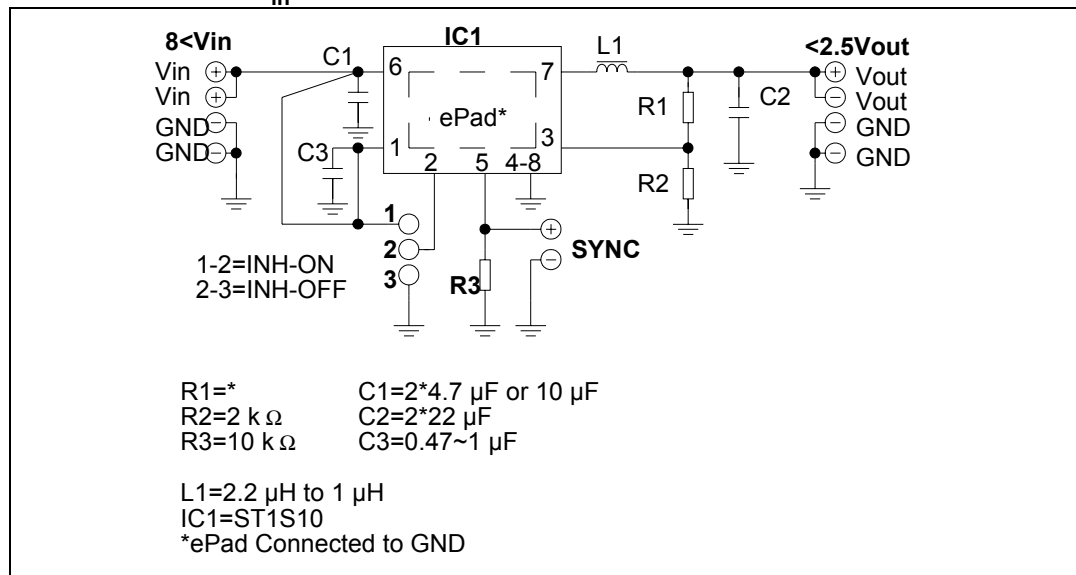 in
8<Vin
IC1
<2.5Vout
C1
L1
Vin
6
7
Vout
Vin
R1
C2
Vout
ePad*
GND
GND
GND
C3
1
3
GND
2
5
4-8
R2
1
2
SYNC
1-2=INH-ON
2-3=INH-OFF
3
R3
R1=*
C1=2*4.7 µF or 10 µF
R2=2 k Ω
C2=2*22 µF
R3=10 k Ω
C3=0.47~1 µF
L1=2.2 µH to 1 µH
IC1=ST1S10
*ePad Connected to GND